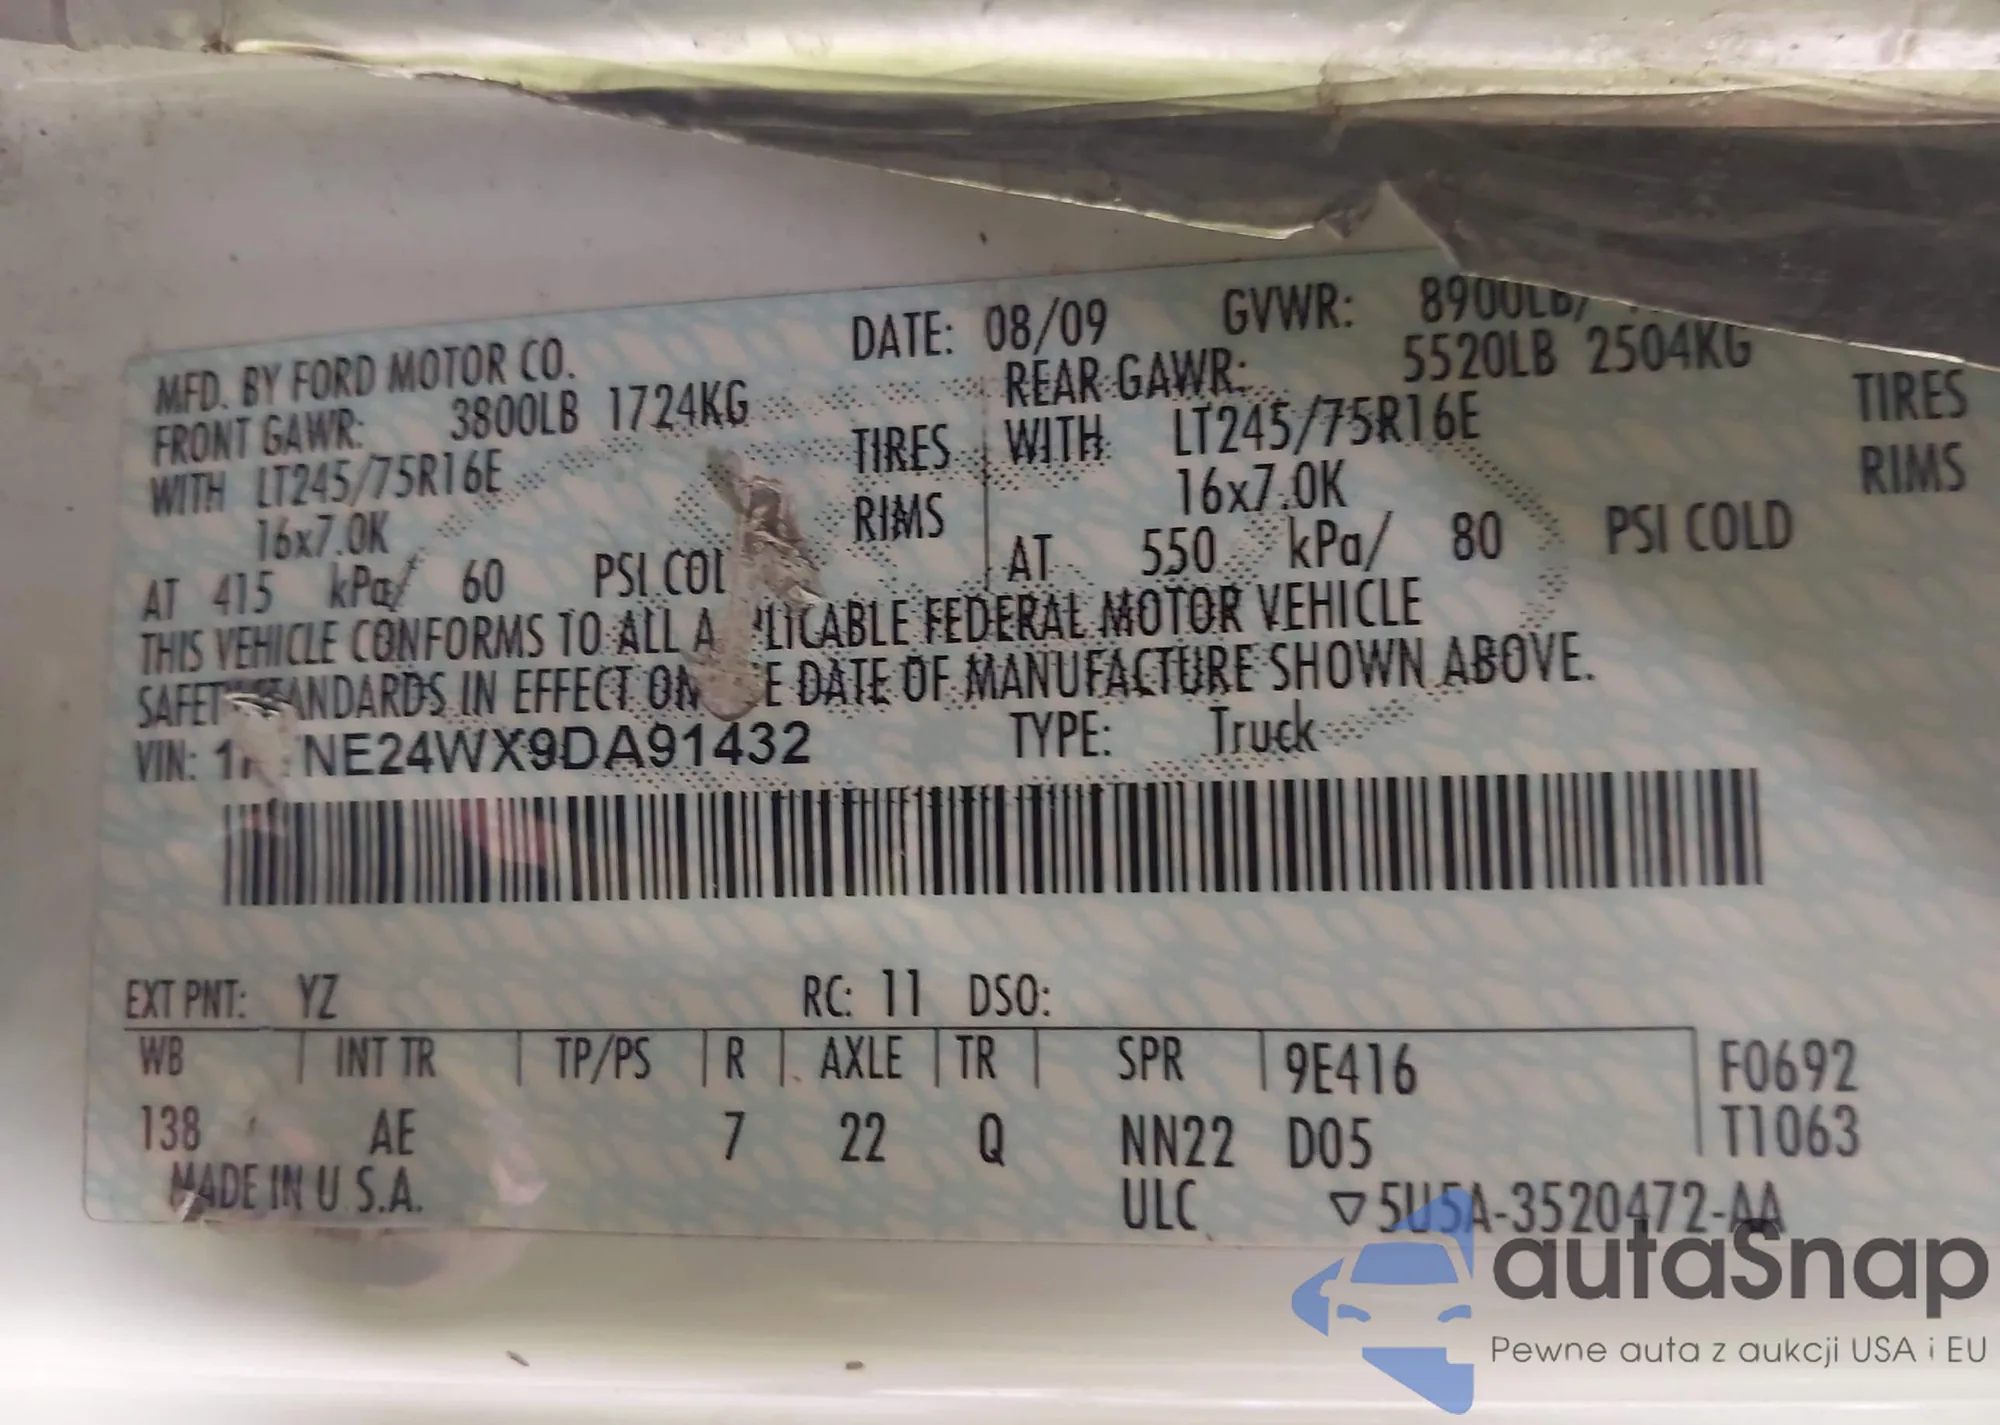 MFD. BY FORD MOTOR CO. DATE: 08/09 GVWR: 8900LB/
FRONT GAWR: 3800LB 1724KG REAR GAWR: 5520LB 2504KG
WITH LT245/75R16E TIRES WITH LT245/75R16E TIRES
16x7.0K RIMS 16x7.0K RIMS
AT 415 kPa/ 60 PSI COL AT 550 kPa/ 80 PSI COLD
THIS VEHICLE CONFORMS TO ALL A PLICABLE FEDERAL MOTOR VEHICLE
SAFET STANDARDS IN EFFECT ON E DATE OF MANUFACTURE SHOWN ABOVE.
VIN: 1 NE24WX9DA91432 TYPE: Truck
EXT PNT: YZ RC: 11 DSO:
WB INT TR TP/PS R AXLE TR SPR 9E416 F0692
138 AE 7 22 Q NN22 D05 T1063
MADE IN U S.A. ULC ▽5U5A-3520472-AA
autaSnap
Pewne auta z aukcji USA i EU